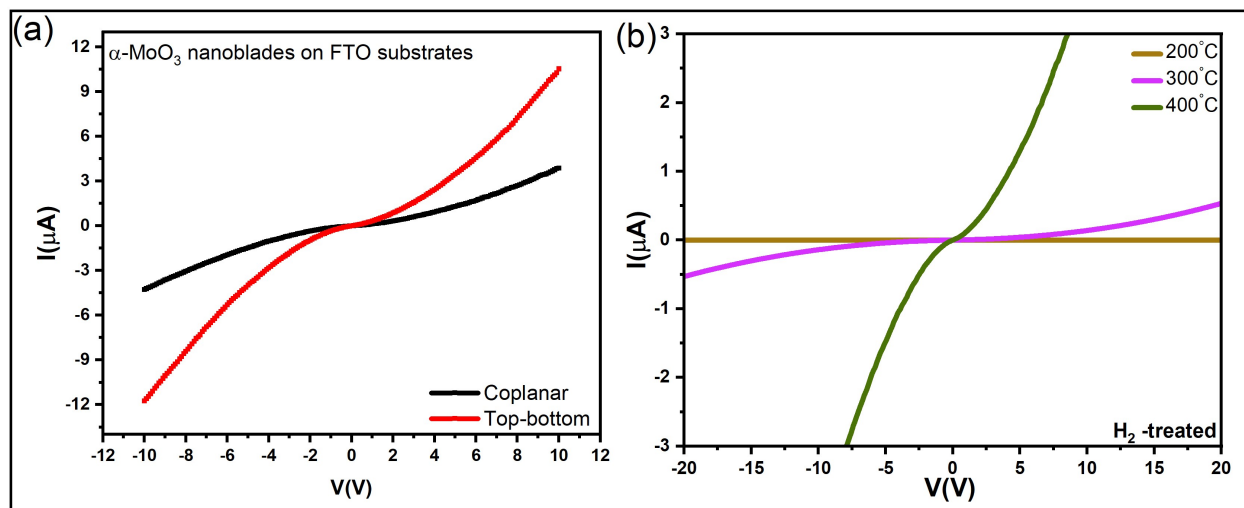 (a)
α-MoO₃ nanoblades on FTO substrates
I(μA)
12
9
6
3
0
-3
-6
-9
-12
-12 -10 -8 -6 -4 -2 0 2 4 6 8 10 12
V(V)
Coplanar
Top-bottom
(b)
I(μA)
3
2
1
0
-1
-2
-3
-20 -15 -10 -5 0 5 10 15 20
V(V)
200°C
300°C
400°C
H₂ -treated